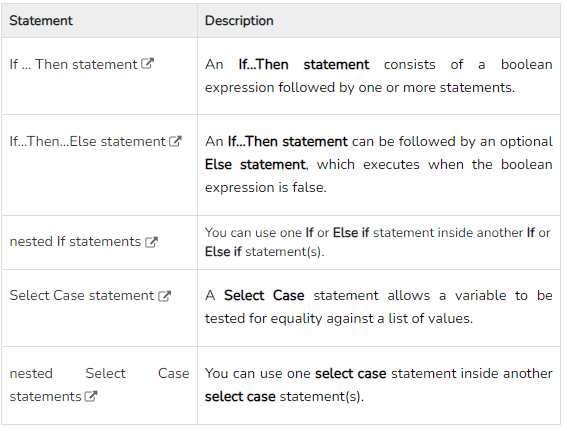 Statement Description
If ... Then statement
An If...Then statement consists of a boolean
expression followed by one or more statements.
If...Then...Else statement
An If...Then statement can be followed by an optional
Else statement, which executes when the boolean
expression is false.
nested If statements
You can use one If or Else if statement inside another If or
Else if statement(s).
Select Case statement
A Select Case statement allows a variable to be
tested for equality against a list of values.
nested Select Case
statements
You can use one select case statement inside another
select case statement(s).